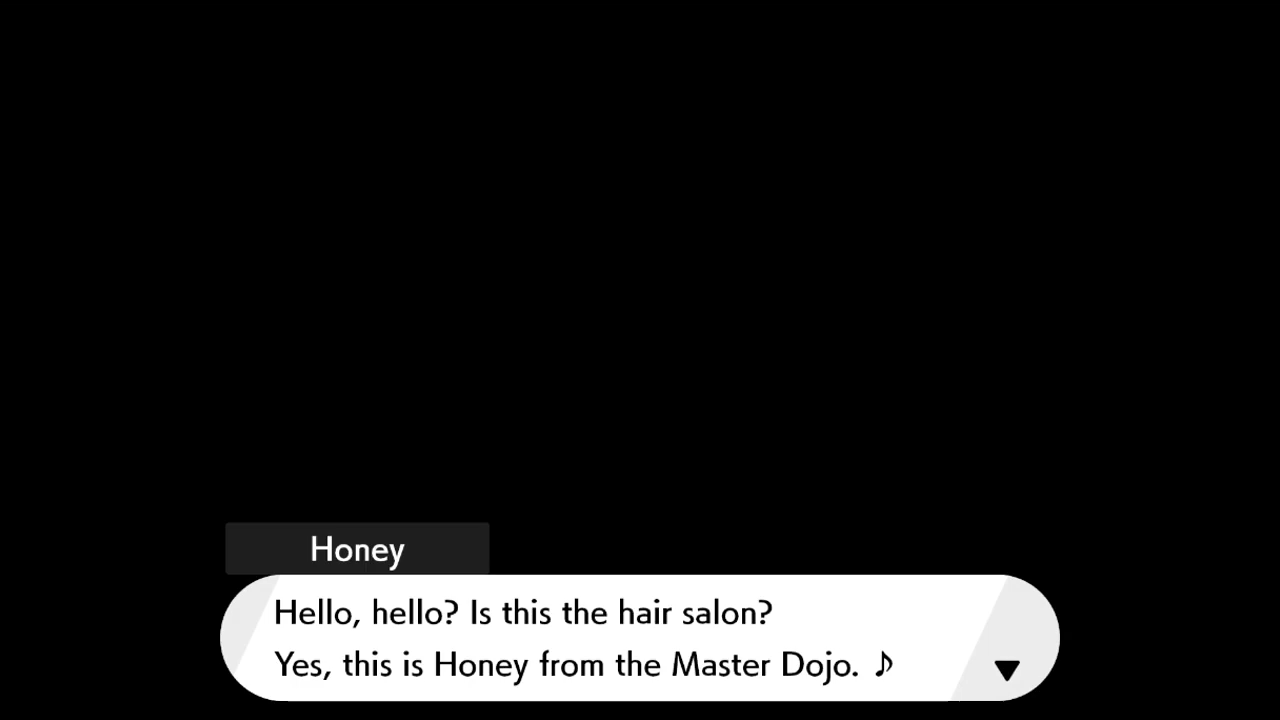 Honey
Hello, hello? Is this the hair salon?
Yes, this is Honey from the Master Dojo. ♪